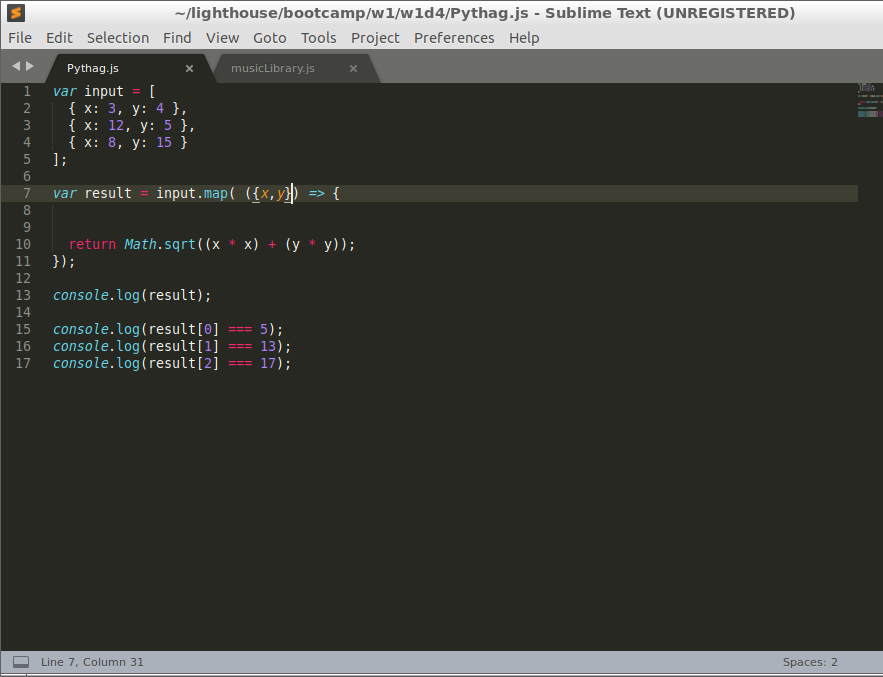 ~/lighthouse/bootcamp/w1/w1d4/Pythag.js - Sublime Text (UNREGISTERED)
File Edit Selection Find View Goto Tools Project Preferences Help
Pythag.js × musicLibrary.js ×
1 var input = [
2   { x: 3, y: 4 },
3   { x: 12, y: 5 },
4   { x: 8, y: 15 }
5 ];
6
7 var result = input.map( ({x,y}) => {
8
9
10   return Math.sqrt((x * x) + (y * y));
11 });
12
13 console.log(result);
14
15 console.log(result[0] === 5);
16 console.log(result[1] === 13);
17 console.log(result[2] === 17);
Line 7, Column 31 Spaces: 2